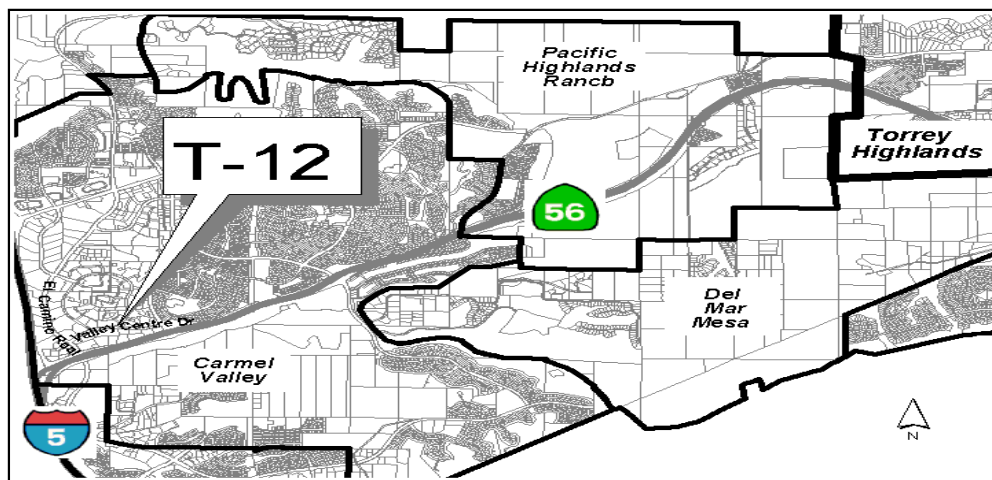 Pacific
Highlands
Ranch
T-12
Torrey
Highlands
56
El Camino Real
Valley Centre Dr
Del
Mar
Mesa
Carmel
Valley
5
N